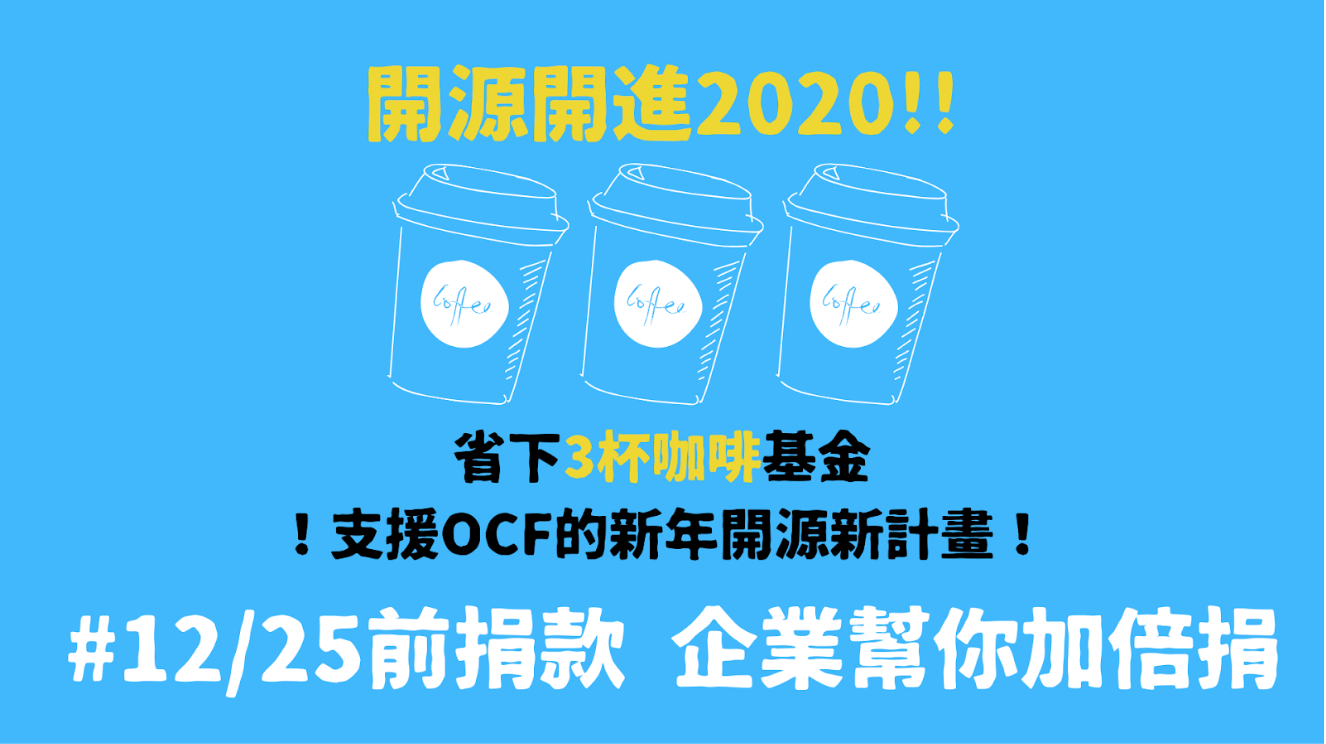 開源開進2020!!
Coffee Coffee Coffee
省下3杯咖啡基金
！支援OCF的新年開源新計畫！
#12/25前捐款 企業幫你加倍捐